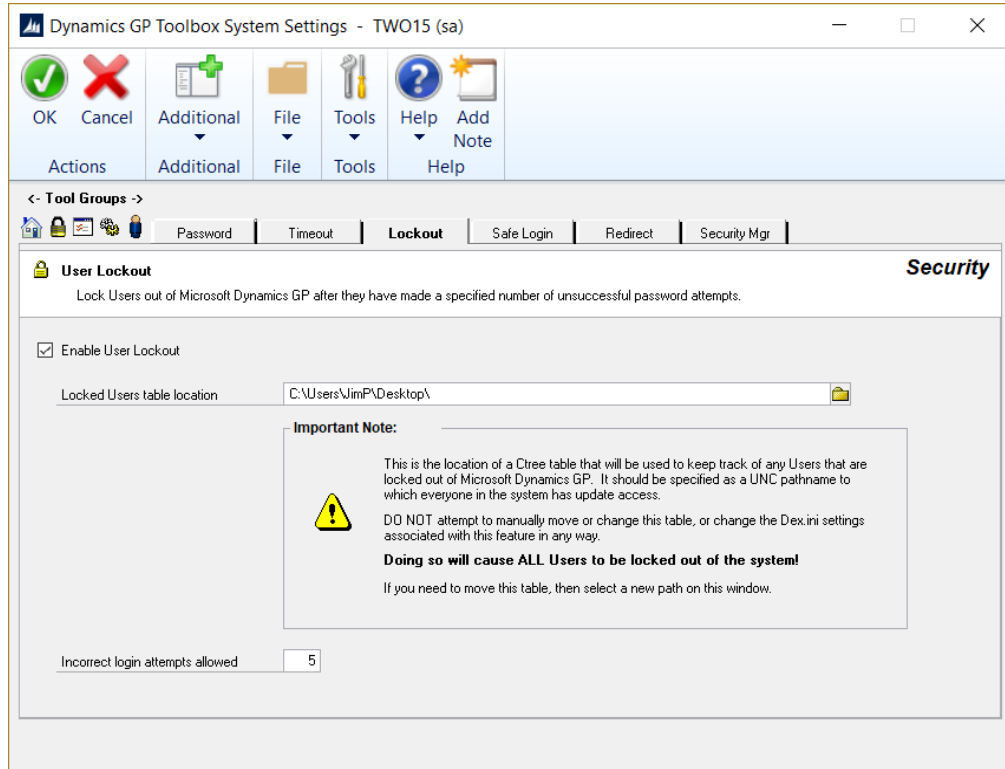 Dynamics GP Toolbox System Settings  -  TWO15 (sa)
OK Cancel Additional File Tools Help Add Note
Actions Additional File Tools Help
<- Tool Groups ->
Password Timeout Lockout Safe Login Redirect Security Mgr
User Lockout Security
Lock Users out of Microsoft Dynamics GP after they have made a specified number of unsuccessful password attempts.
Enable User Lockout
Locked Users table location C:\Users\JimP\Desktop\
Important Note:
This is the location of a Ctree table that will be used to keep track of any Users that are
locked out of Microsoft Dynamics GP.  It should be specified as a UNC pathname to
which everyone in the system has update access.
DO NOT attempt to manually move or change this table, or change the Dex.ini settings
associated with this feature in any way.
Doing so will cause ALL Users to be locked out of the system!
If you need to move this table, then select a new path on this window.
Incorrect login attempts allowed 5